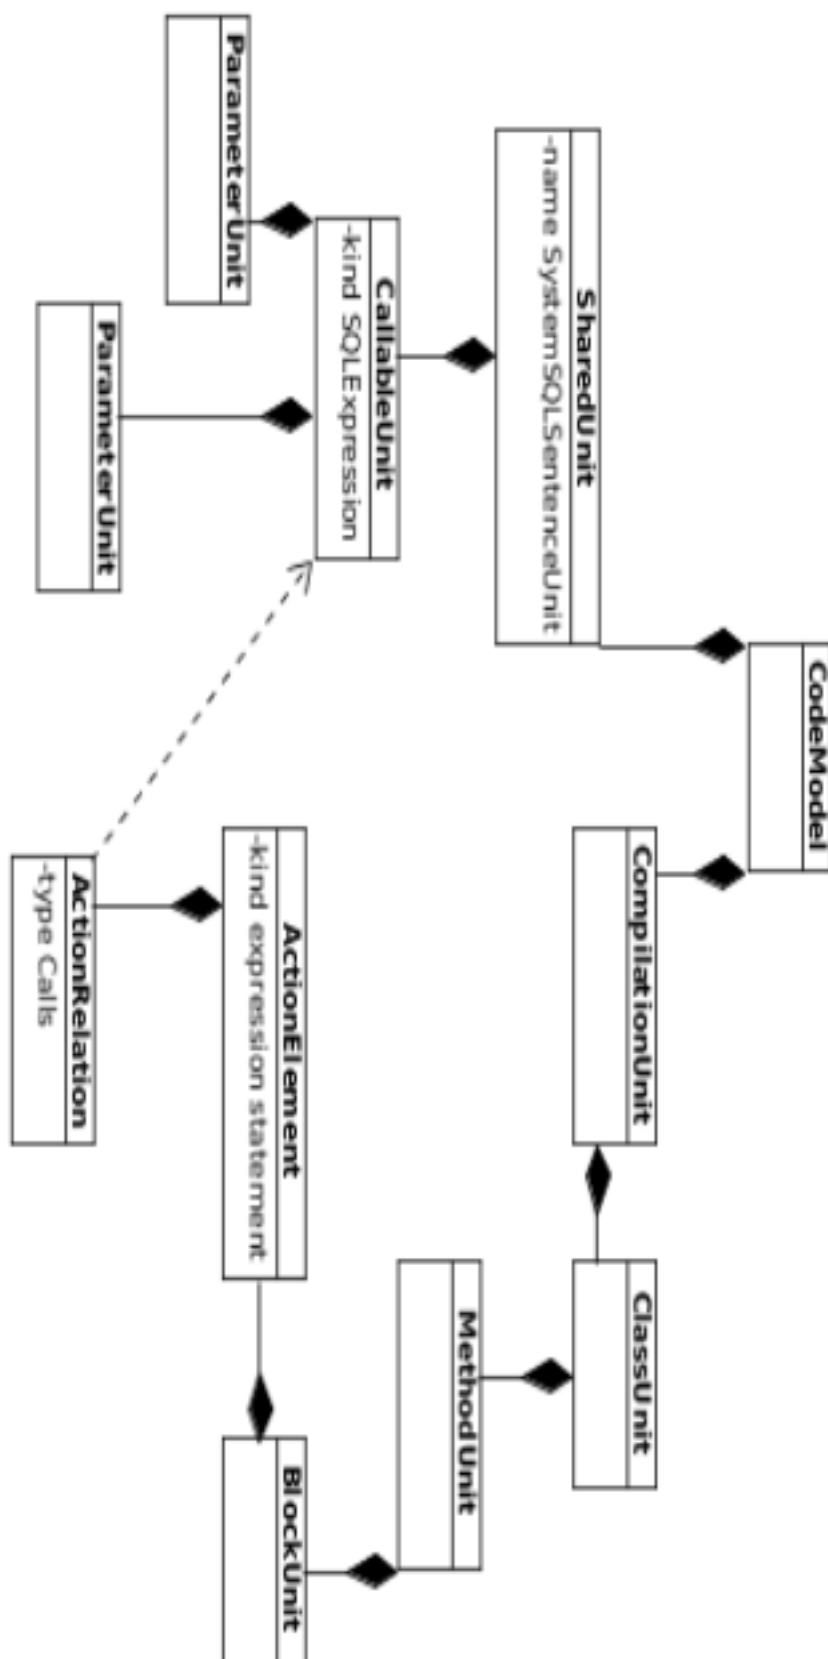 CodeModel
SharedUnit
-name SystemSQLSentenceUnit
CompilationUnit
ClassUnit
CallableUnit
-kind SQLExpression
MethodUnit
ParameterUnit
ParameterUnit
ActionElement
-kind expression statement
BlockUnit
ActionRelation
-type Calls